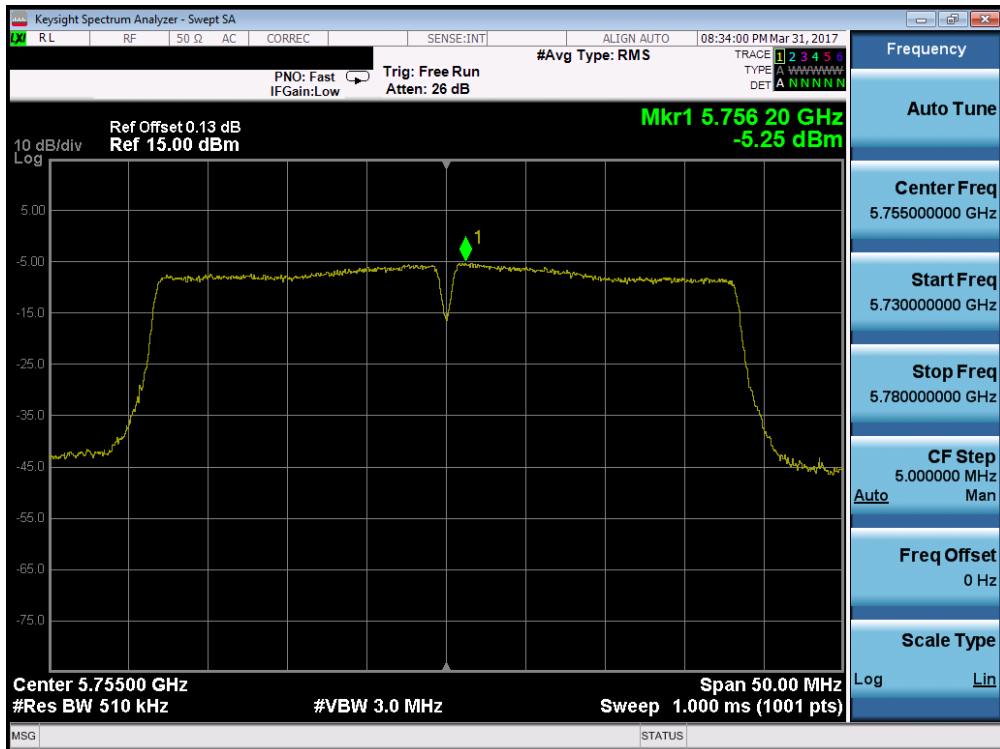 Keysight Spectrum Analyzer - Swept SA
LXI RL RF 50 Ω AC CORREC SENSE:INT ALIGN AUTO 08:34:00 PM Mar 31, 2017
#Avg Type: RMS TRACE 1 2 3 4 5 6
PNO: Fast Trig: Free Run TYPE A WWWWW
IFGain:Low Atten: 26 dB DET A N N N N N
Mkr1 5.756 20 GHz
-5.25 dBm
Ref Offset 0.13 dB
10 dB/div Ref 15.00 dBm
Log
5.00
1
-5.00
-15.0
-25.0
-35.0
-45.0
-55.0
-65.0
-75.0
Center 5.75500 GHz Span 50.00 MHz
#Res BW 510 kHz #VBW 3.0 MHz Sweep 1.000 ms (1001 pts)
MSG STATUS
Frequency
Auto Tune
Center Freq
5.755000000 GHz
Start Freq
5.730000000 GHz
Stop Freq
5.780000000 GHz
CF Step
5.000000 MHz
Auto Man
Freq Offset
0 Hz
Scale Type
Log Lin